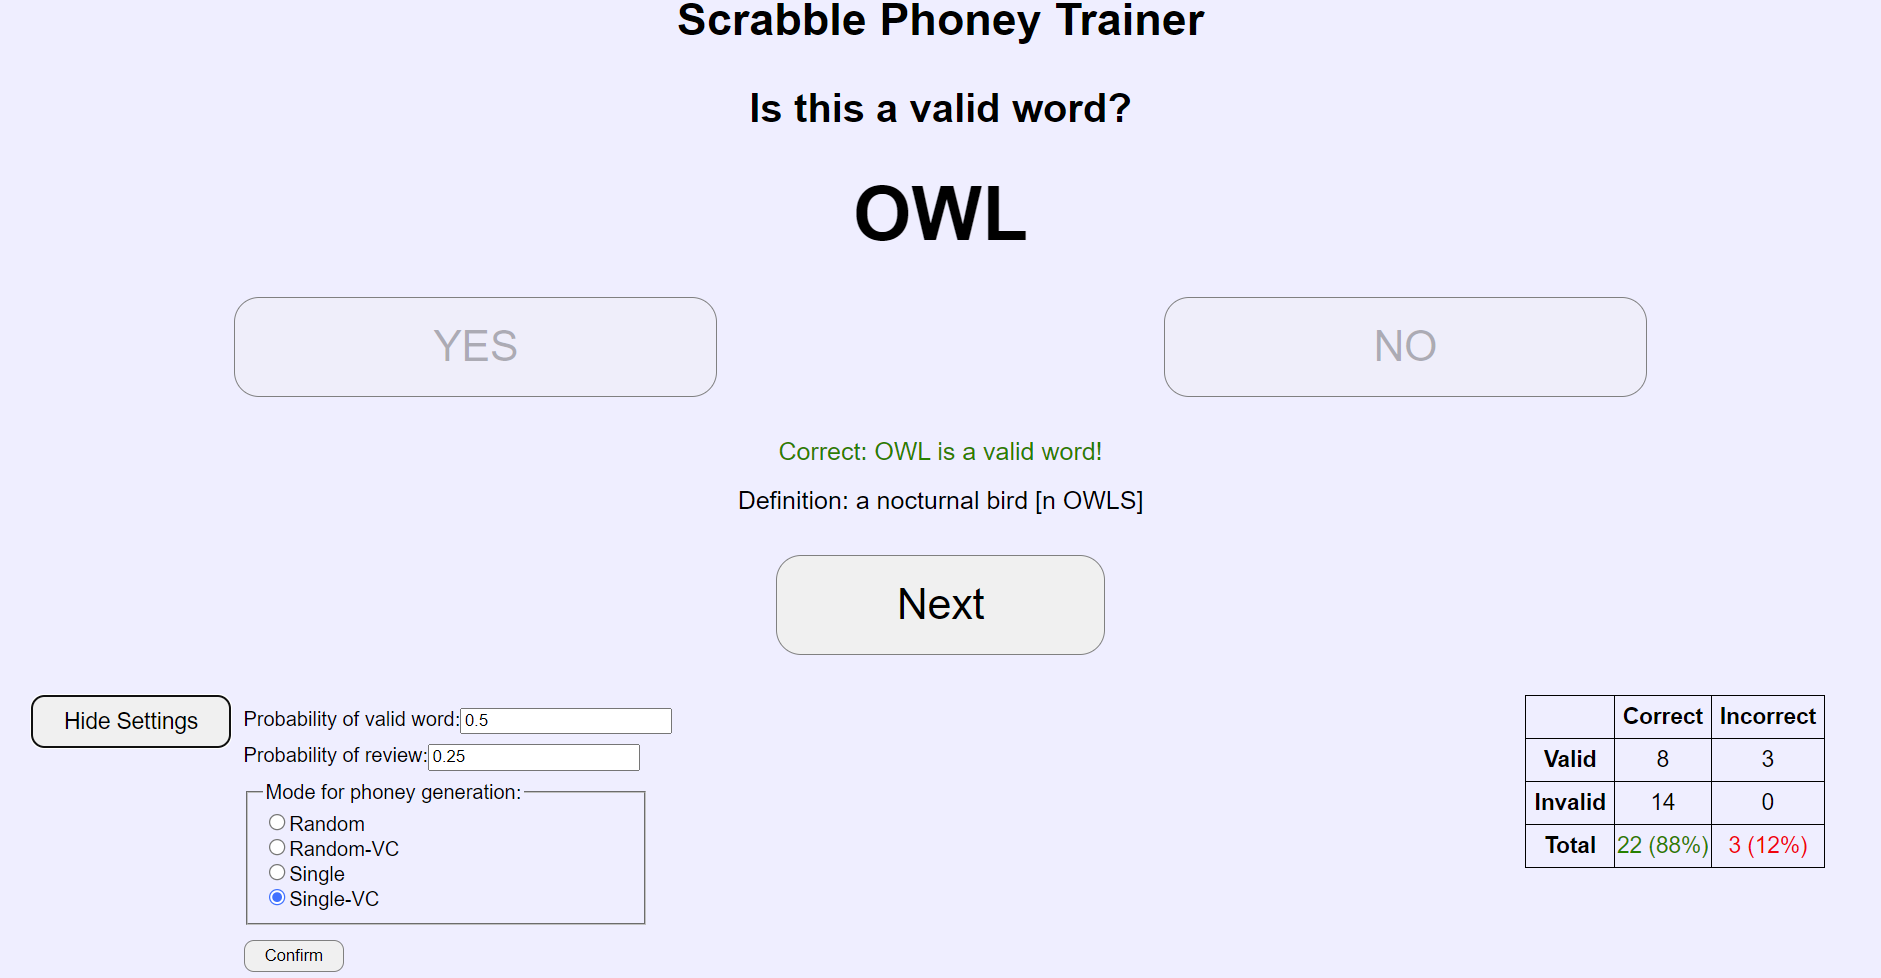 Scrabble Phoney Trainer
Is this a valid word?
OWL
YES NO
Correct: OWL is a valid word!
Definition: a nocturnal bird [n OWLS]
Next
Hide Settings
Probability of valid word: 0.5
Probability of review: 0.25
Mode for phoney generation:
Random
Random-VC
Single
Single-VC
Confirm
Correct Incorrect
Valid 8 3
Invalid 14 0
Total 22 (88%) 3 (12%)